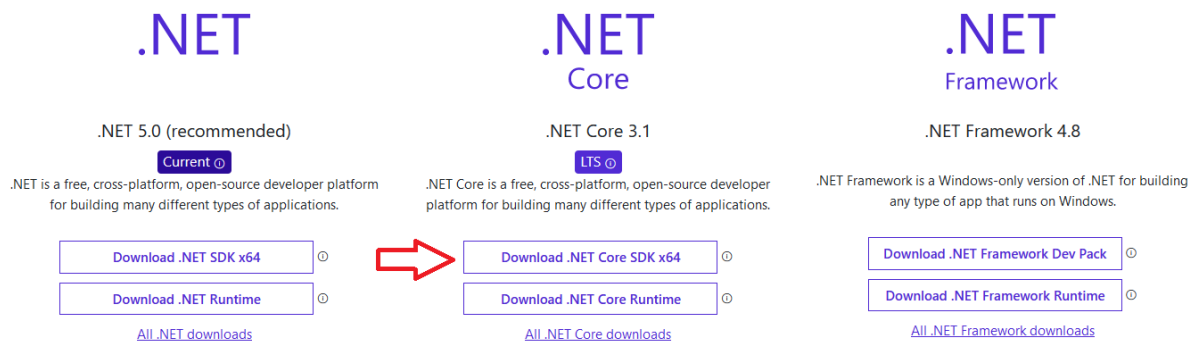 .NET
.NET 5.0 (recommended)
Current
.NET is a free, cross-platform, open-source developer platform
for building many different types of applications.
Download .NET SDK x64
Download .NET Runtime
All .NET downloads
.NET
Core
.NET Core 3.1
LTS
.NET Core is a free, cross-platform, open-source developer
platform for building many different types of applications.
Download .NET Core SDK x64
Download .NET Core Runtime
All .NET Core downloads
.NET
Framework
.NET Framework 4.8
.NET Framework is a Windows-only version of .NET for building
any type of app that runs on Windows.
Download .NET Framework Dev Pack
Download .NET Framework Runtime
All .NET Framework downloads